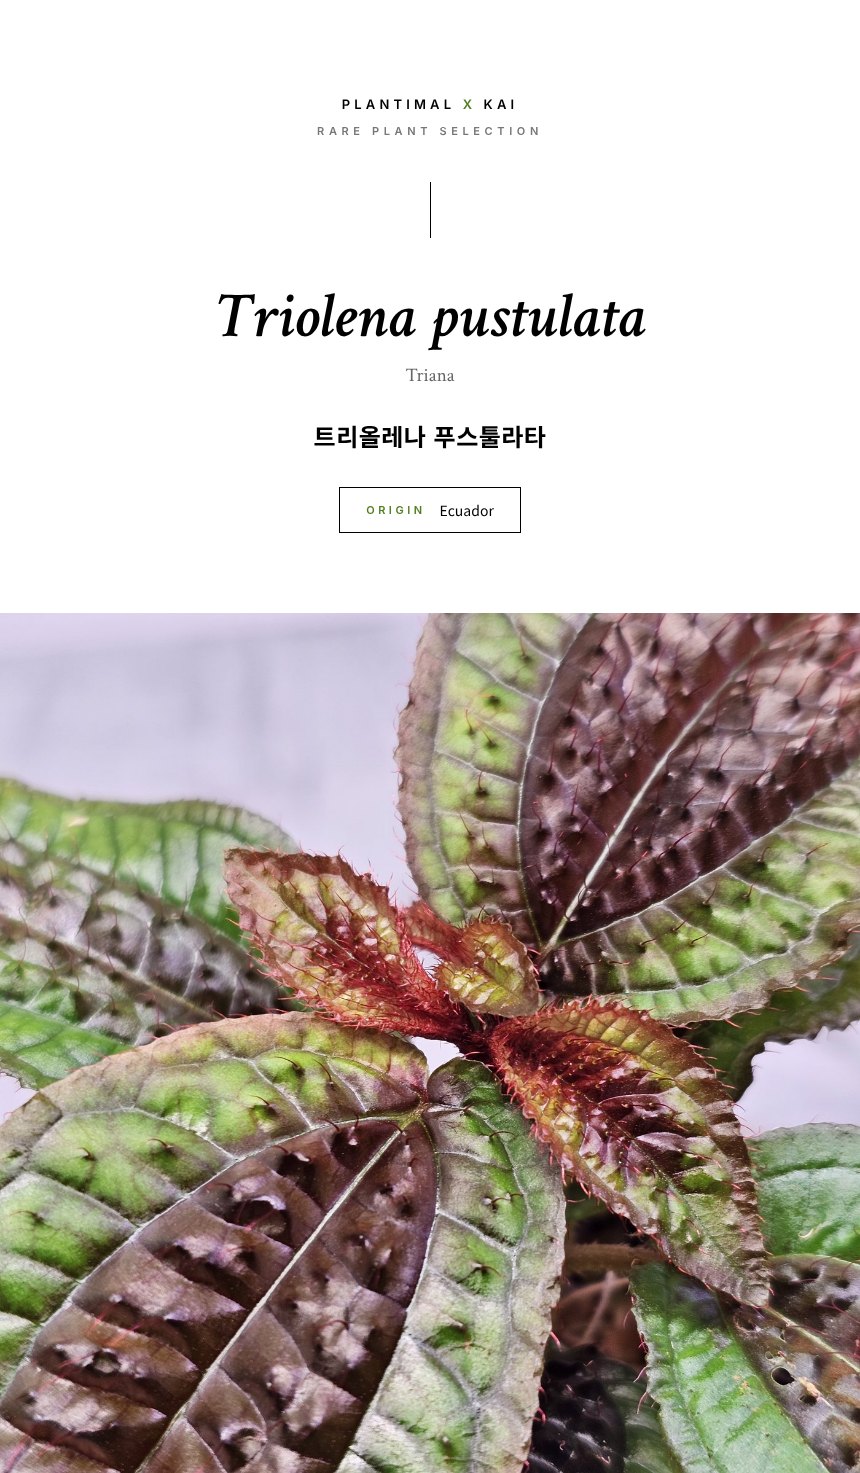 PLANTIMAL X KAI
RARE PLANT SELECTION
Triolena pustulata
Triana
트리올레나 푸스툴라타
ORIGIN Ecuador